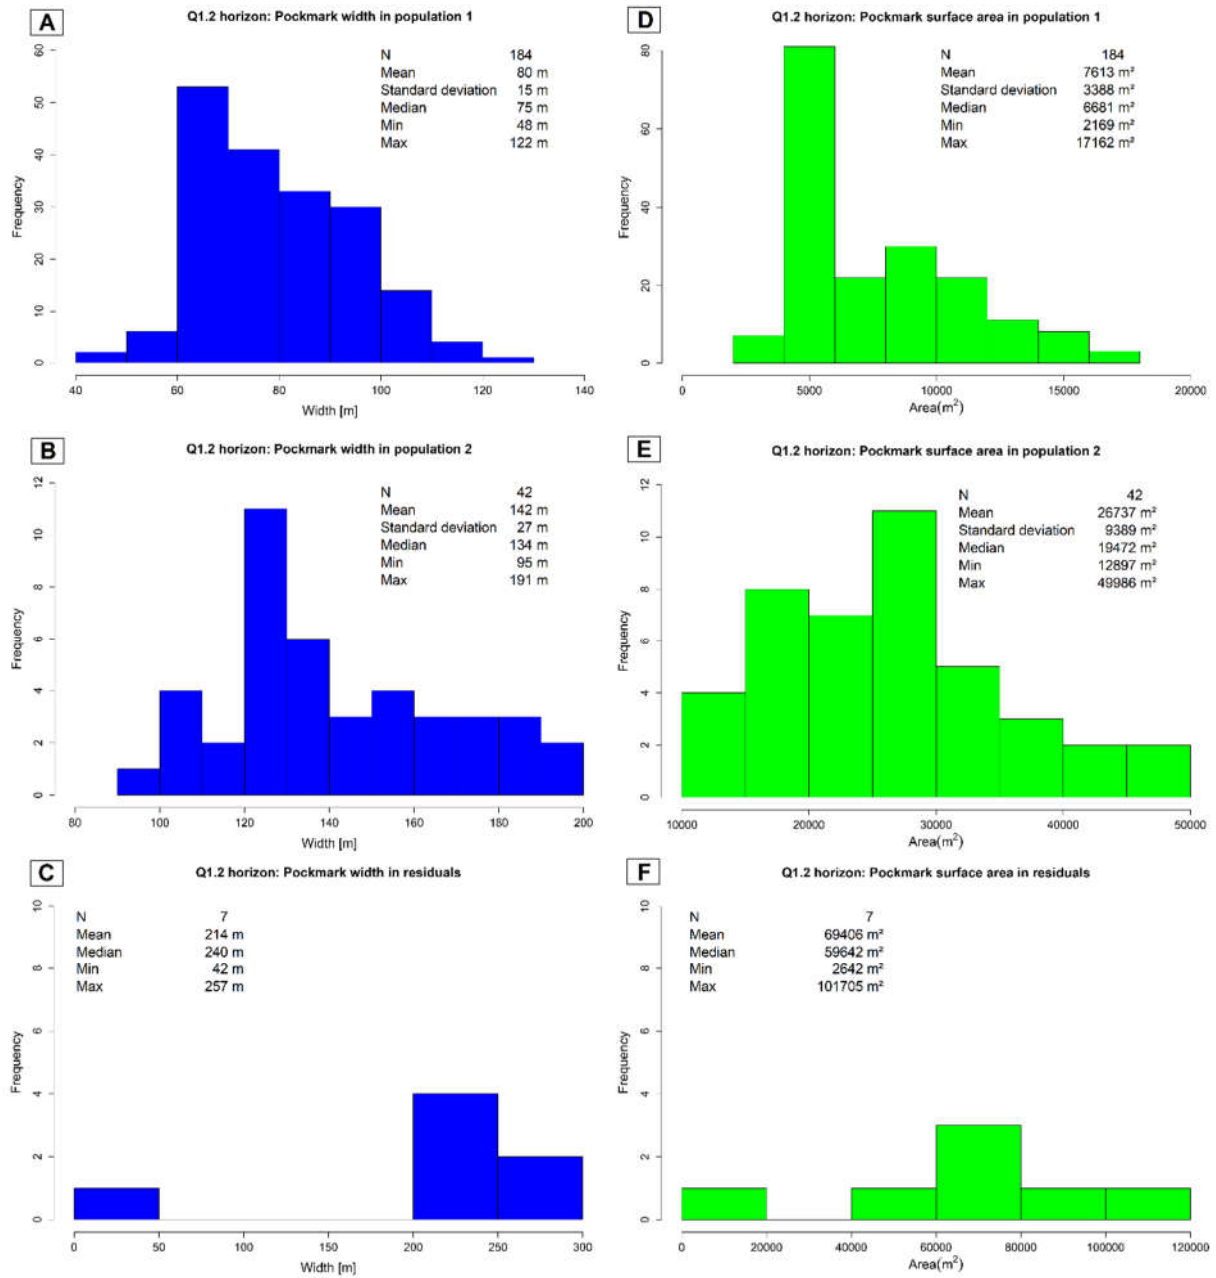 A
Q1.2 horizon: Pockmark width in population 1
N 184
Mean 80 m
Standard deviation 15 m
Median 75 m
Min 48 m
Max 122 m
Frequency
0 10 20 30 40 50 60
40 60 80 100 120 140
Width [m]
D
Q1.2 horizon: Pockmark surface area in population 1
N 184
Mean 7613 m²
Standard deviation 3388 m²
Median 6681 m²
Min 2169 m²
Max 17162 m²
Frequency
0 20 40 60 80
0 5000 10000 15000 20000
Area(m²)
B
Q1.2 horizon: Pockmark width in population 2
N 42
Mean 142 m
Standard deviation 27 m
Median 134 m
Min 95 m
Max 191 m
Frequency
0 2 4 6 8 10 12
80 100 120 140 160 180 200
Width [m]
E
Q1.2 horizon: Pockmark surface area in population 2
N 42
Mean 26737 m²
Standard deviation 9389 m²
Median 19472 m²
Min 12897 m²
Max 49986 m²
Frequency
0 2 4 6 8 10 12
10000 20000 30000 40000 50000
Area(m²)
C
Q1.2 horizon: Pockmark width in residuals
N 7
Mean 214 m
Median 240 m
Min 42 m
Max 257 m
Frequency
0 2 4 6 8 10
0 50 100 150 200 250 300
Width [m]
F
Q1.2 horizon: Pockmark surface area in residuals
N 7
Mean 69406 m²
Median 59642 m²
Min 2642 m²
Max 101705 m²
Frequency
0 2 4 6 8 10
0 20000 40000 60000 80000 100000 120000
Area(m²)